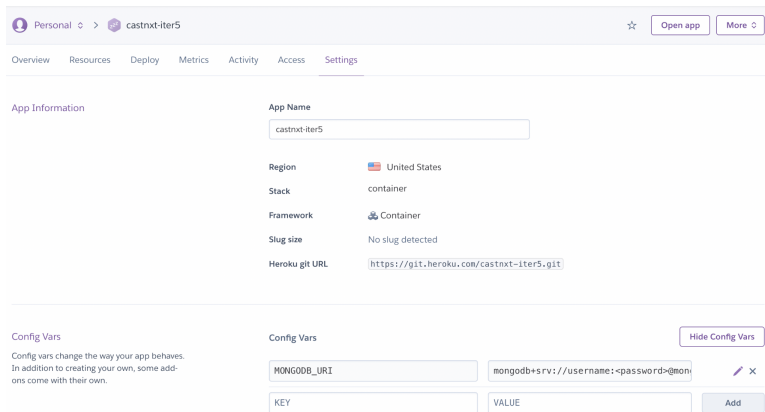 Personal > castnxt-iter5
Open app
More
Overview Resources Deploy Metrics Activity Access Settings
App Information
App Name
castnxt-iter5
Region United States
Stack container
Framework Container
Slug size No slug detected
Heroku git URL https://git.heroku.com/castnxt-iter5.git
Config Vars
Config vars change the way your app behaves.
In addition to creating your own, some add-
ons come with their own.
Config Vars
Hide Config Vars
MONGODB_URI mongodb+srv://username:<password>@mon
KEY VALUE Add